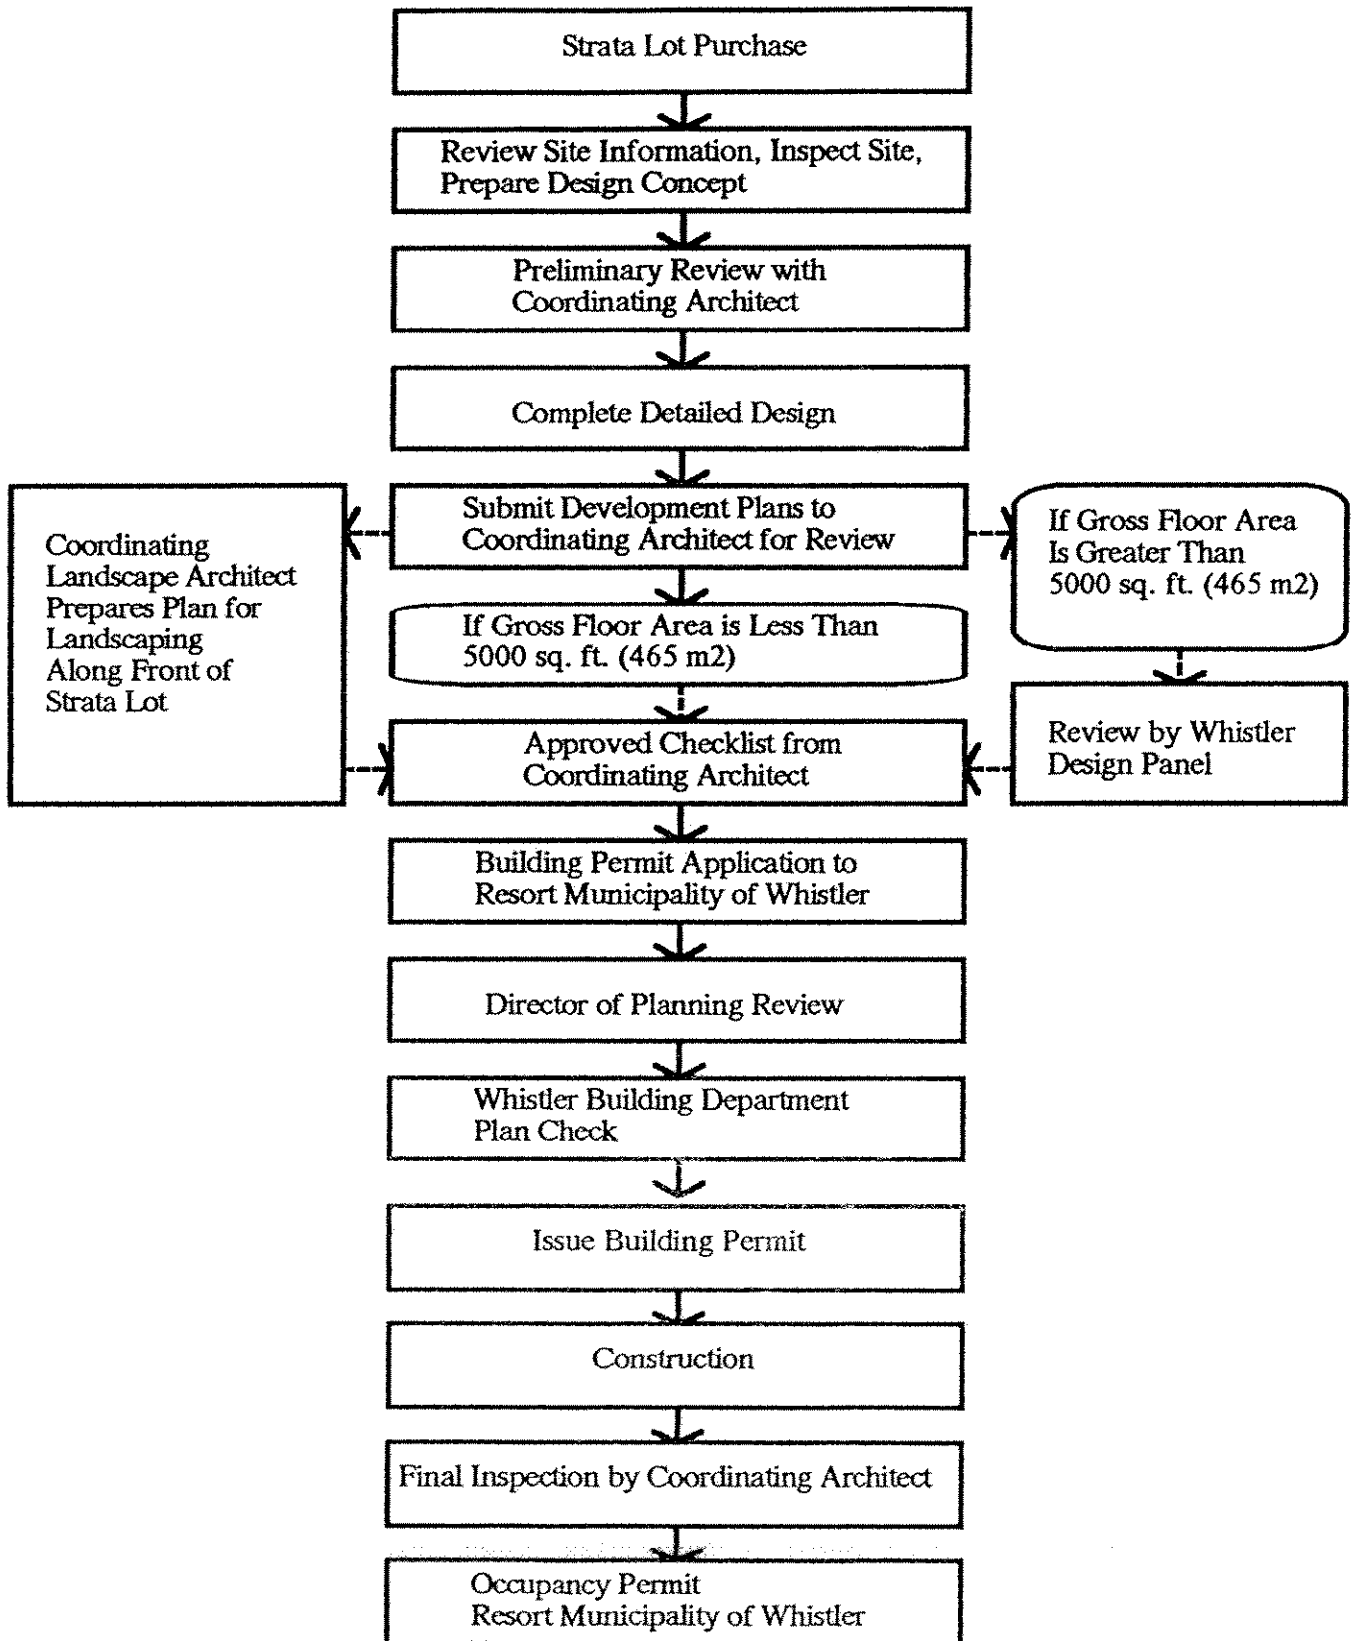 Strata Lot Purchase
Review Site Information, Inspect Site,
Prepare Design Concept
Preliminary Review with
Coordinating Architect
Complete Detailed Design
Submit Development Plans to
Coordinating Architect for Review
Coordinating
Landscape Architect
Prepares Plan for
Landscaping
Along Front of
Strata Lot
If Gross Floor Area
Is Greater Than
5000 sq. ft. (465 m2)
If Gross Floor Area is Less Than
5000 sq. ft. (465 m2)
Review by Whistler
Design Panel
Approved Checklist from
Coordinating Architect
Building Permit Application to
Resort Municipality of Whistler
Director of Planning Review
Whistler Building Department
Plan Check
Issue Building Permit
Construction
Final Inspection by Coordinating Architect
Occupancy Permit
Resort Municipality of Whistler